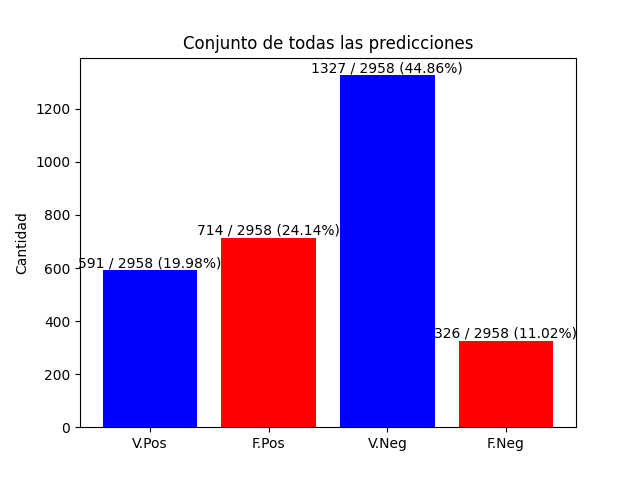 Conjunto de todas las predicciones
Cantidad
1200
1000
800
600
400
200
0
1327 / 2958 (44.86%)
714 / 2958 (24.14%)
591 / 2958 (19.98%)
326 / 2958 (11.02%)
V.Pos
F.Pos
V.Neg
F.Neg